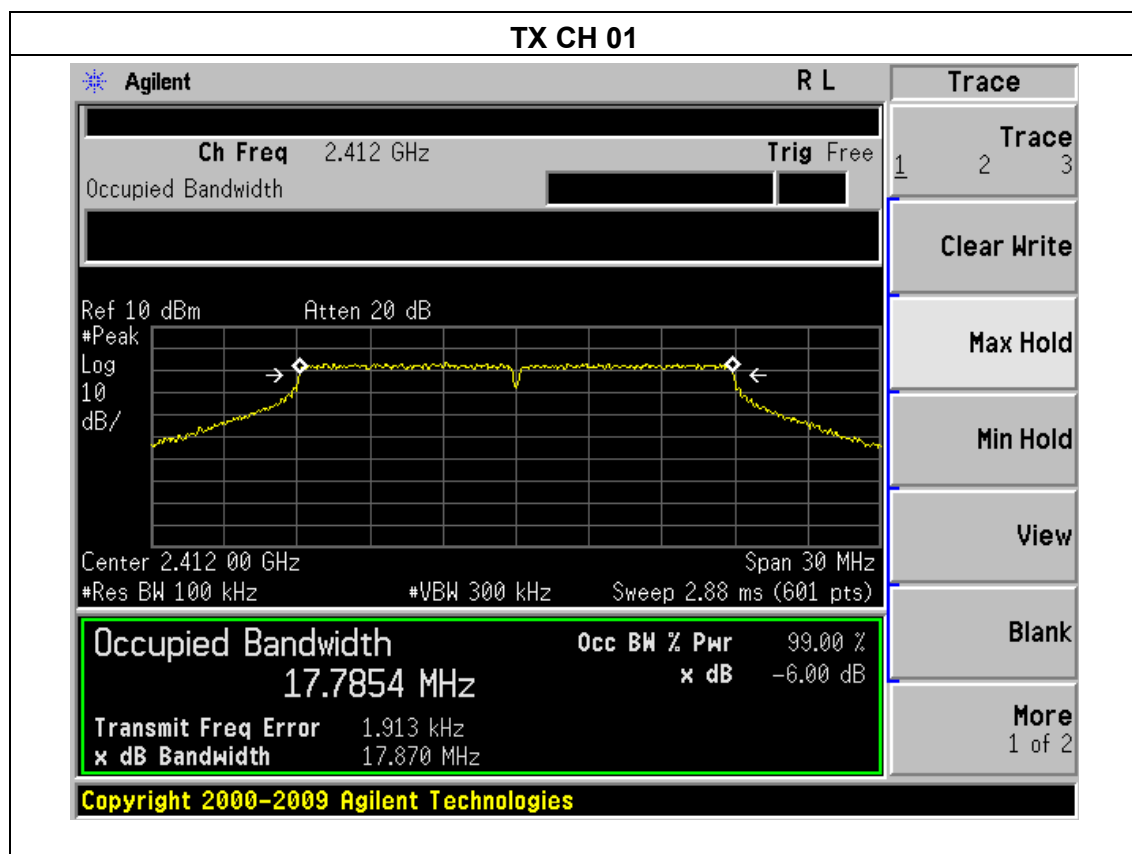 TX CH 01
Agilent R L Trace
Ch Freq 2.412 GHz Trig Free
Occupied Bandwidth
Trace
1 2 3
Clear Write
Max Hold
Min Hold
View
Blank
More
1 of 2
Ref 10 dBm Atten 20 dB
#Peak
Log
10
dB/
Center 2.412 00 GHz Span 30 MHz
#Res BW 100 kHz #VBW 300 kHz Sweep 2.88 ms (601 pts)
Occupied Bandwidth Occ BW % Pwr 99.00 %
17.7854 MHz x dB -6.00 dB
Transmit Freq Error 1.913 kHz
x dB Bandwidth 17.870 MHz
Copyright 2000-2009 Agilent Technologies